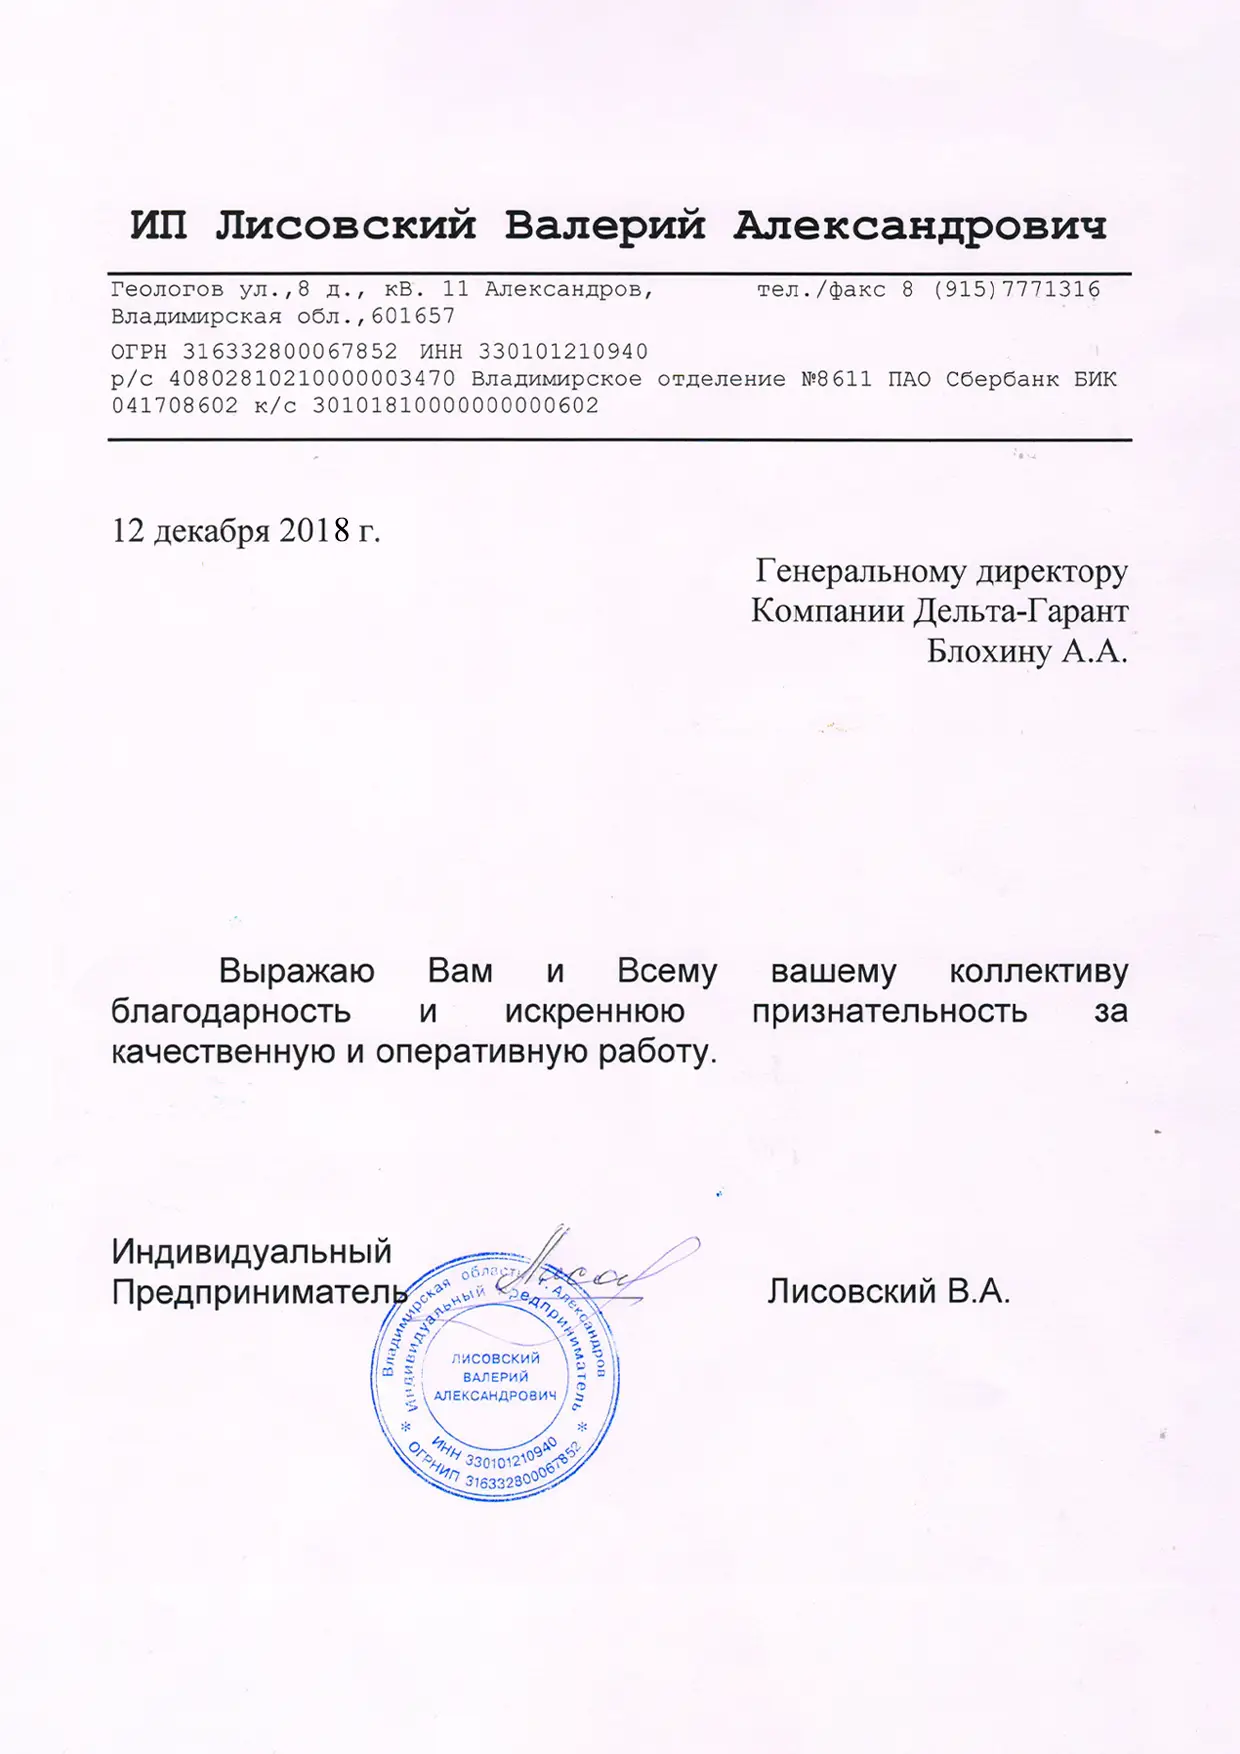 ИП Лисовский Валерий Александрович
Геологов ул.,8 д., кВ. 11 Александров, тел./факс 8 (915)7771316
Владимирская обл.,601657
ОГРН 316332800067852 ИНН 330101210940
р/с 40802810210000003470 Владимирское отделение №8611 ПАО Сбербанк БИК
041708602 к/с 30101810000000000602
12 декабря 2018 г.
Генеральному директору
Компании Дельта-Гарант
Блохину А.А.
Выражаю Вам и Всему вашему коллективу
благодарность и искреннюю признательность за
качественную и оперативную работу.
Индивидуальный
Предприниматель Лисовский В.А.
Владимирская область г. Александров
Индивидуальный предприниматель
ЛИСОВСКИЙ
ВАЛЕРИЙ
АЛЕКСАНДРОВИЧ
ИНН 330101210940
* ОГРНИП 316332800067852 *